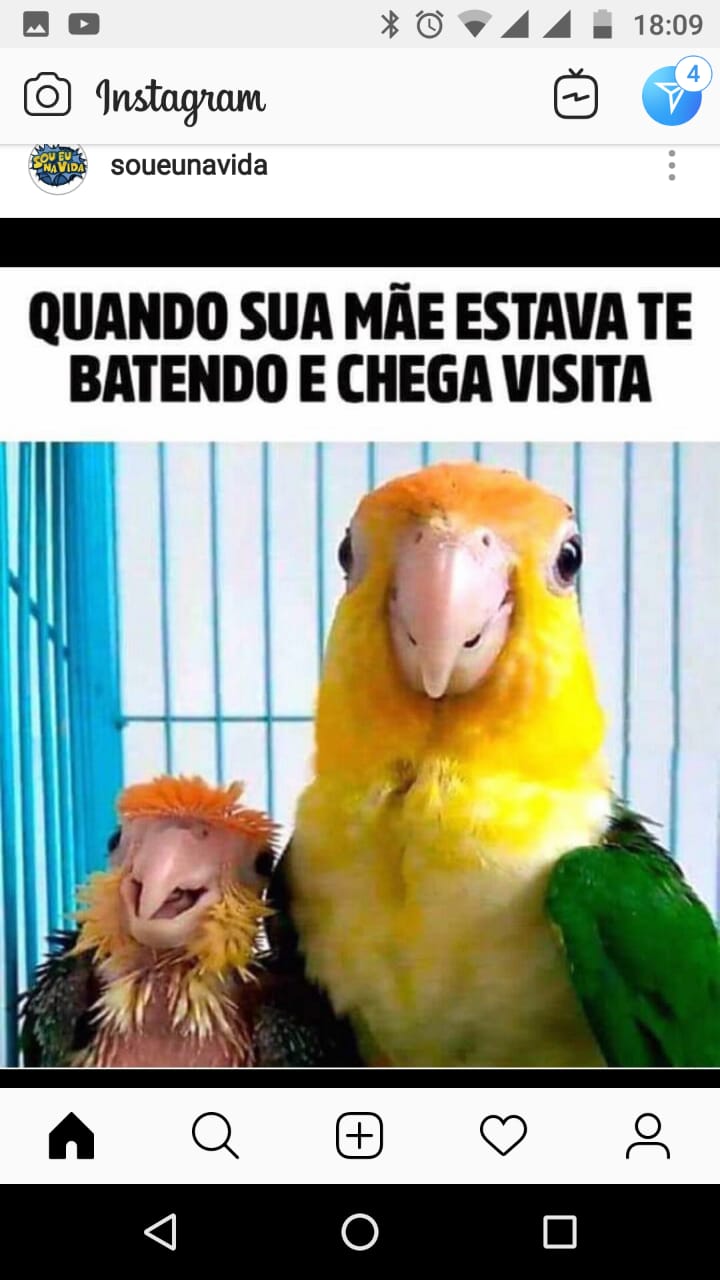 18:09
Instagram
4
SOU EU
NA VIDA
soueunavida
QUANDO SUA MÃE ESTAVA TE
BATENDO E CHEGA VISITA